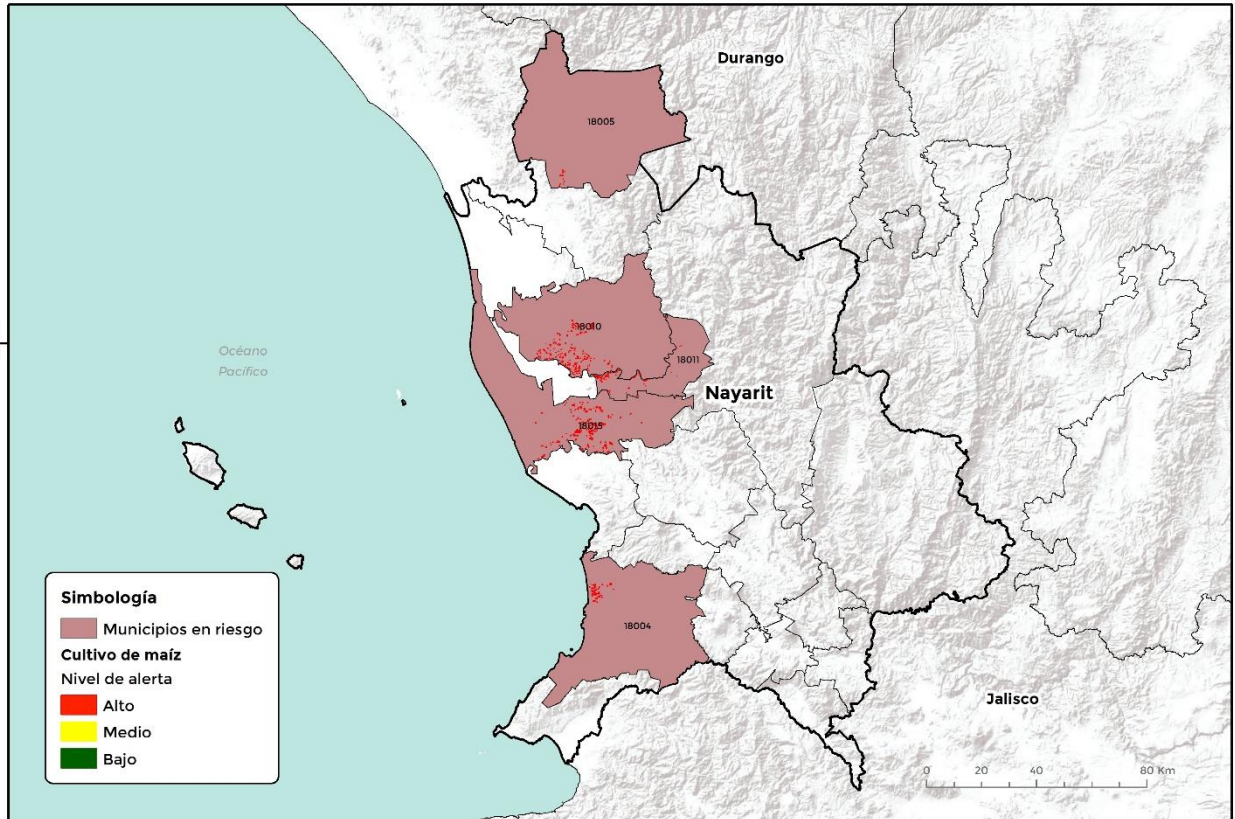 Durango
18005
18010
18011
Océano
Pacífico
Nayarit
18015
Simbología
Municipios en riesgo
Cultivo de maíz
Nivel de alerta
Alto
Medio
Bajo
18004
Jalisco
0 20 40 80 Km